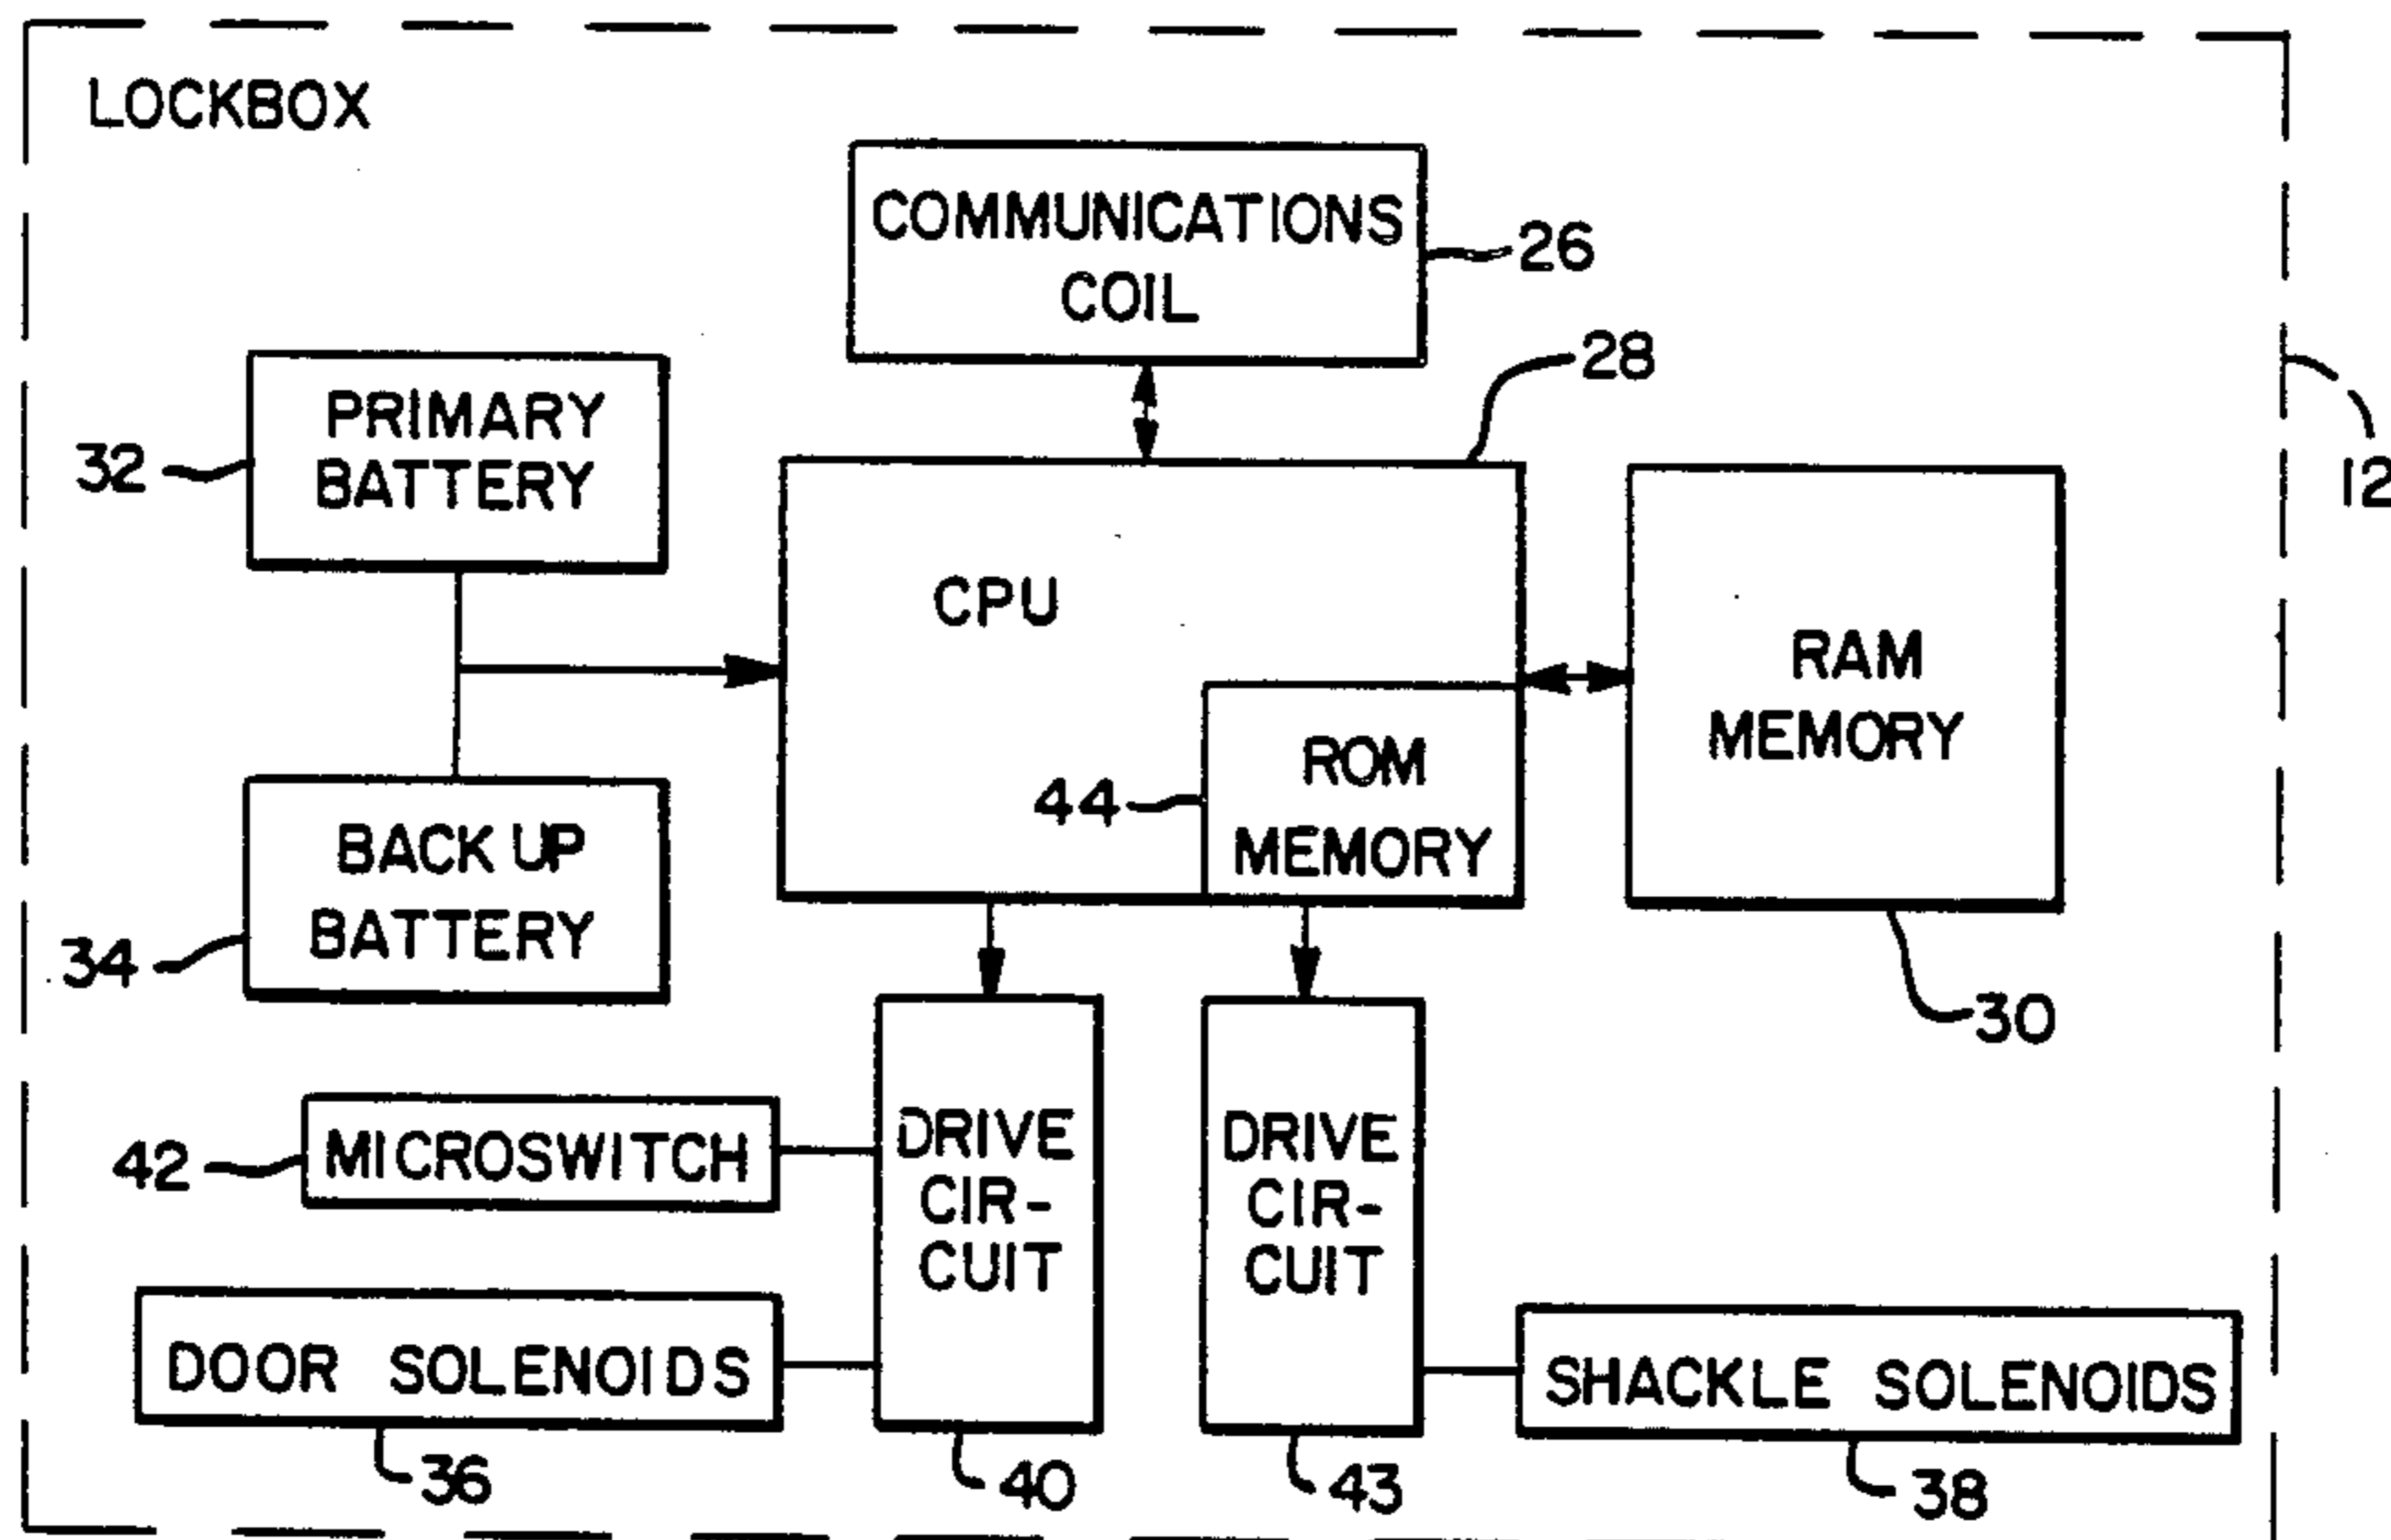 LOCKBOX
COMMUNICATIONS
COIL
26
28
12
PRIMARY
BATTERY
32
CPU
RAM
MEMORY
30
ROM
MEMORY
44
BACK UP
BATTERY
34
MICROSWITCH
42
DRIVE
CIR-
CUIT
40
DRIVE
CIR-
CUIT
43
DOOR SOLENOIDS
36
SHACKLE SOLENOIDS
38